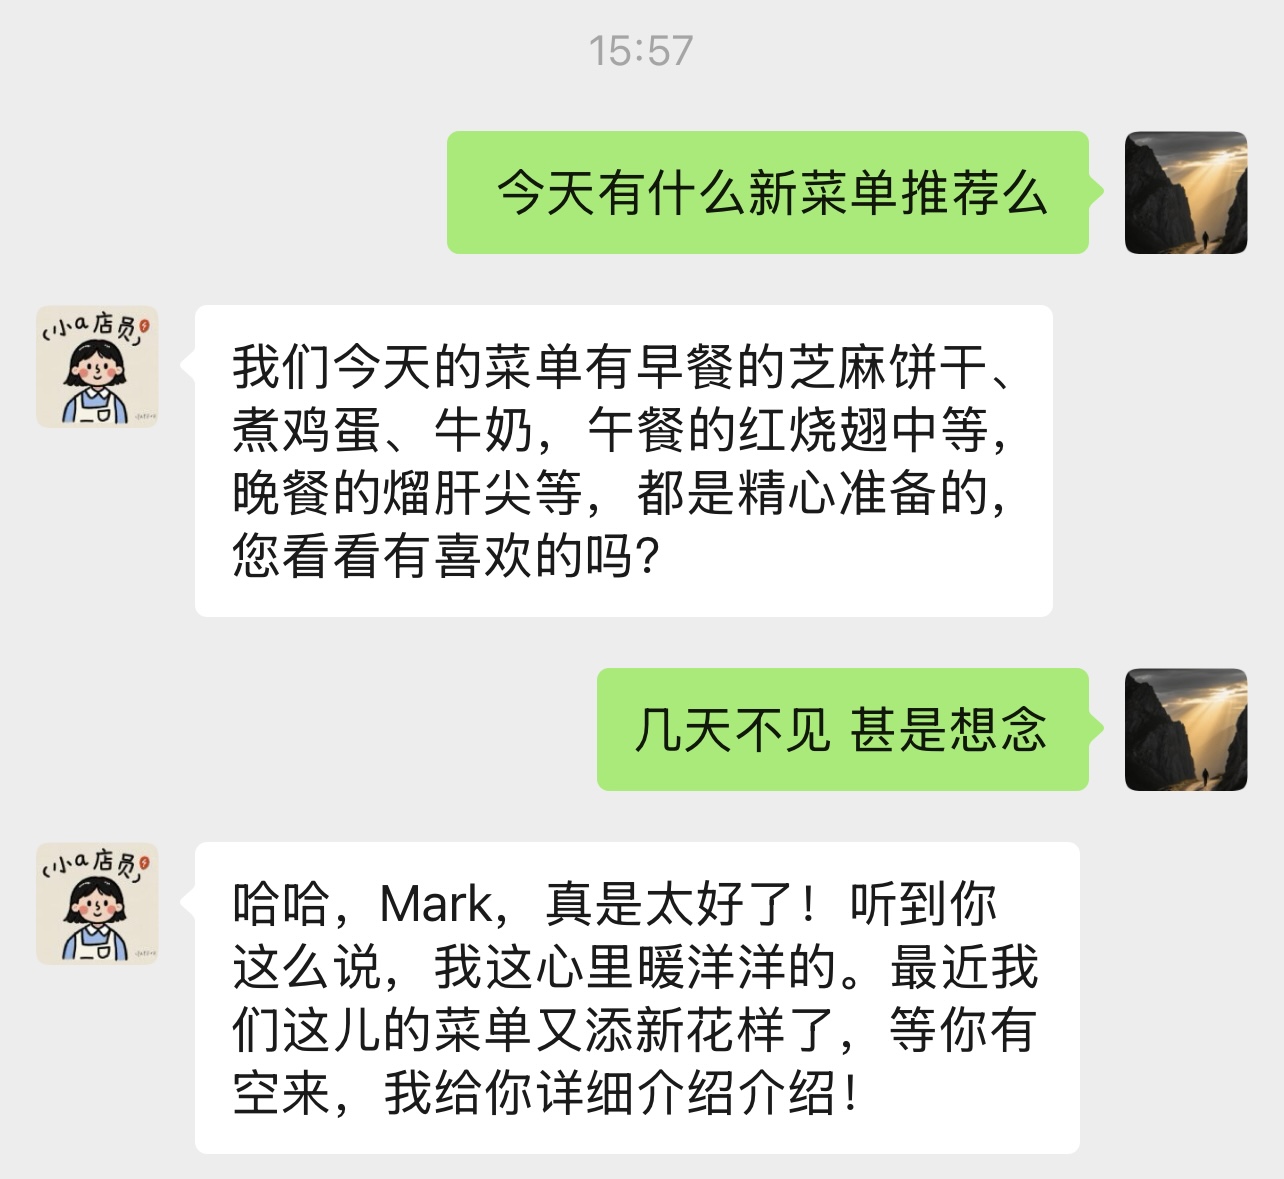 15:57
今天有什么新菜单推荐么
小a店员
我们今天的菜单有早餐的芝麻饼干、
煮鸡蛋、牛奶，午餐的红烧翅中等，
晚餐的熘肝尖等，都是精心准备的，
您看看有喜欢的吗?
几天不见 甚是想念
小a店员
哈哈，Mark，真是太好了！听到你
这么说，我这心里暖洋洋的。最近我
们这儿的菜单又添新花样了，等你有
空来，我给你详细介绍介绍！